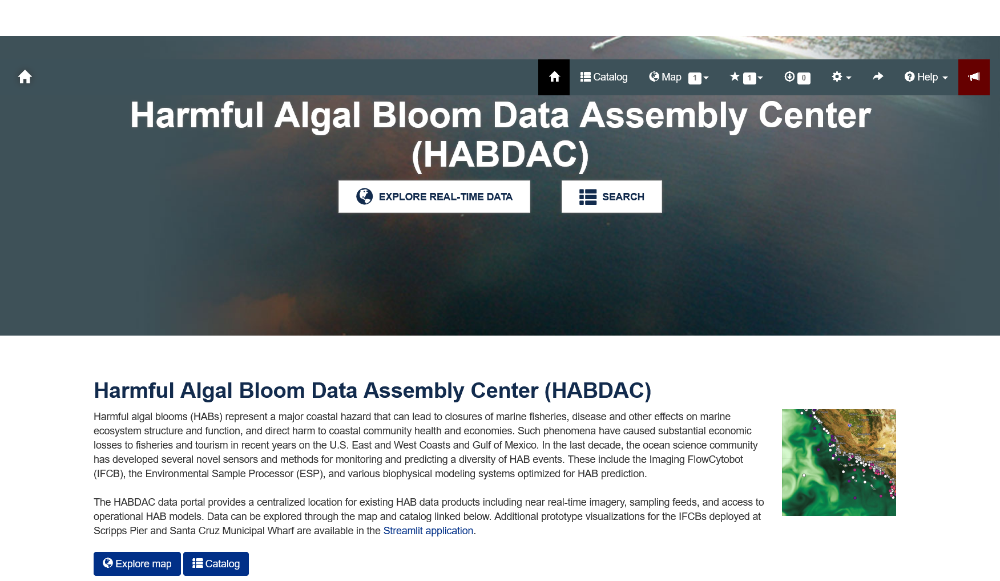 Catalog Map 1 1 0 Help
Harmful Algal Bloom Data Assembly Center
(HABDAC)
EXPLORE REAL-TIME DATA SEARCH
Harmful Algal Bloom Data Assembly Center (HABDAC)
Harmful algal blooms (HABs) represent a major coastal hazard that can lead to closures of marine fisheries, disease and other effects on marine
ecosystem structure and function, and direct harm to coastal community health and economies. Such phenomena have caused substantial economic
losses to fisheries and tourism in recent years on the U.S. East and West Coasts and Gulf of Mexico. In the last decade, the ocean science community
has developed several novel sensors and methods for monitoring and predicting a diversity of HAB events. These include the Imaging FlowCytobot
(IFCB), the Environmental Sample Processor (ESP), and various biophysical modeling systems optimized for HAB prediction.
The HABDAC data portal provides a centralized location for existing HAB data products including near real-time imagery, sampling feeds, and access to
operational HAB models. Data can be explored through the map and catalog linked below. Additional prototype visualizations for the IFCBs deployed at
Scripps Pier and Santa Cruz Municipal Wharf are available in the Streamlit application.
Explore map Catalog